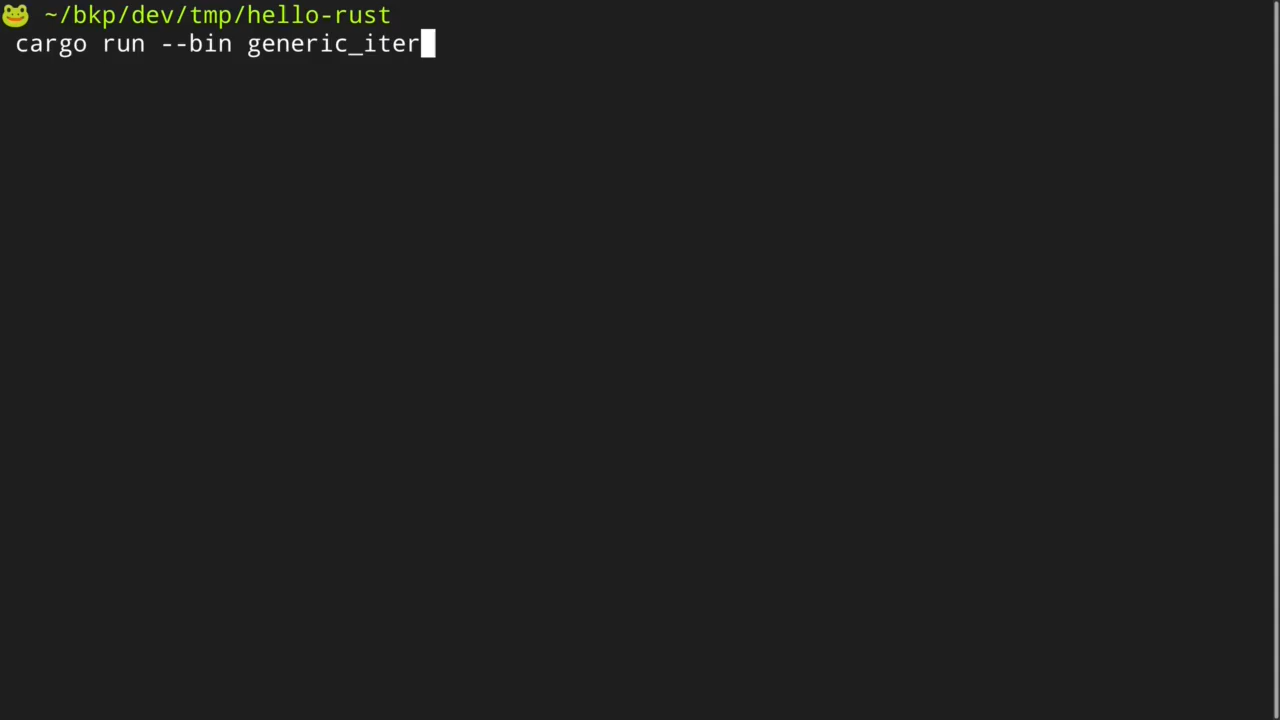 🐸 ~/bkp/dev/tmp/hello-rust
cargo run --bin generic_iter